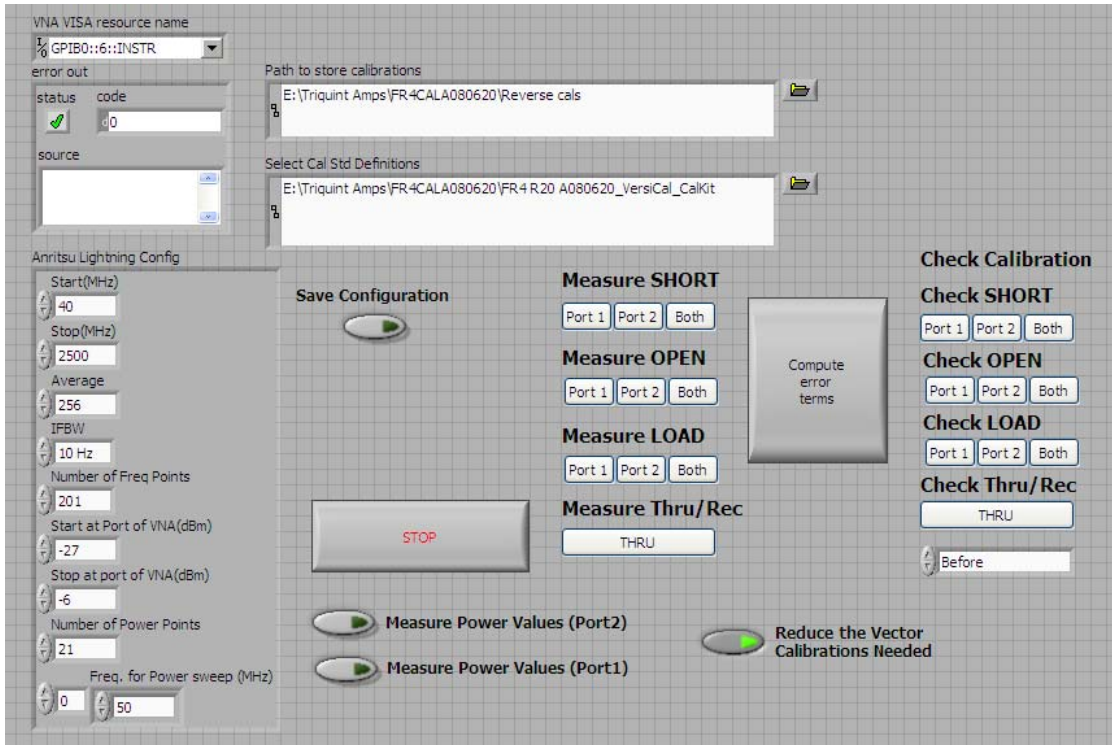 VNA VISA resource name
I/O GPIB0::6::INSTR
error out
status code
d 0
source
Path to store calibrations
E:\Triquint Amps\FR4CALA080620\Reverse cals
Select Cal Std Definitions
E:\Triquint Amps\FR4CALA080620\FR4 R20 A080620_VersiCal_CalKit
Anritsu Lightning Config
Start(MHz)
40
Stop(MHz)
2500
Average
256
IFBW
10 Hz
Number of Freq Points
201
Start at Port of VNA(dBm)
-27
Stop at port of VNA(dBm)
-6
Number of Power Points
21
Freq. for Power sweep (MHz)
0 50
Save Configuration
STOP
Measure Power Values (Port2)
Measure Power Values (Port1)
Measure SHORT
Port 1 Port 2 Both
Measure OPEN
Port 1 Port 2 Both
Measure LOAD
Port 1 Port 2 Both
Measure Thru/Rec
THRU
Compute
error
terms
Reduce the Vector
Calibrations Needed
Check Calibration
Check SHORT
Port 1 Port 2 Both
Check OPEN
Port 1 Port 2 Both
Check LOAD
Port 1 Port 2 Both
Check Thru/Rec
THRU
Before